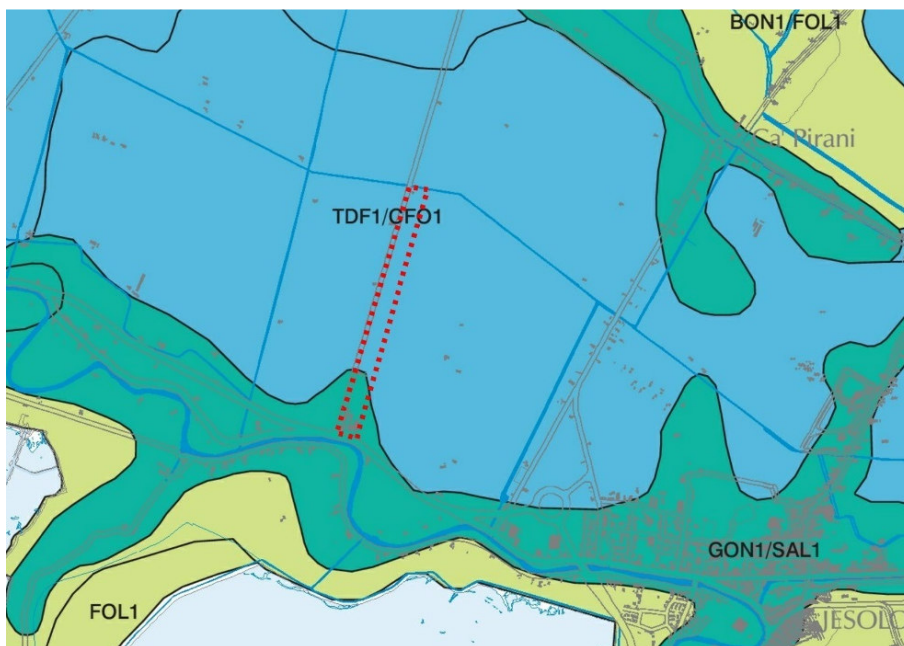 BON1/FOL1
Ca' Pirani
TDF1/CFO1
GON1/SAL1
FOL1
JESOLO